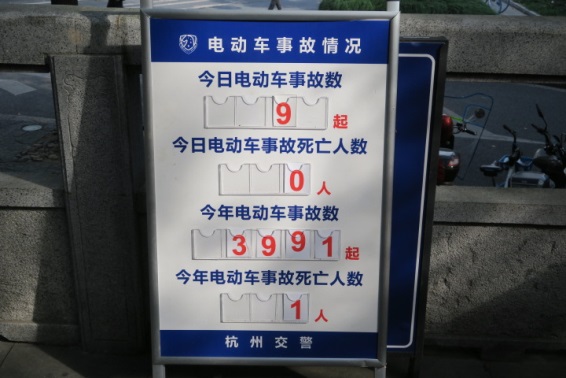 电动车事故情况
今日电动车事故数
9 起
今日电动车事故死亡人数
0 人
今年电动车事故数
3991 起
今年电动车事故死亡人数
1 人
杭州交警